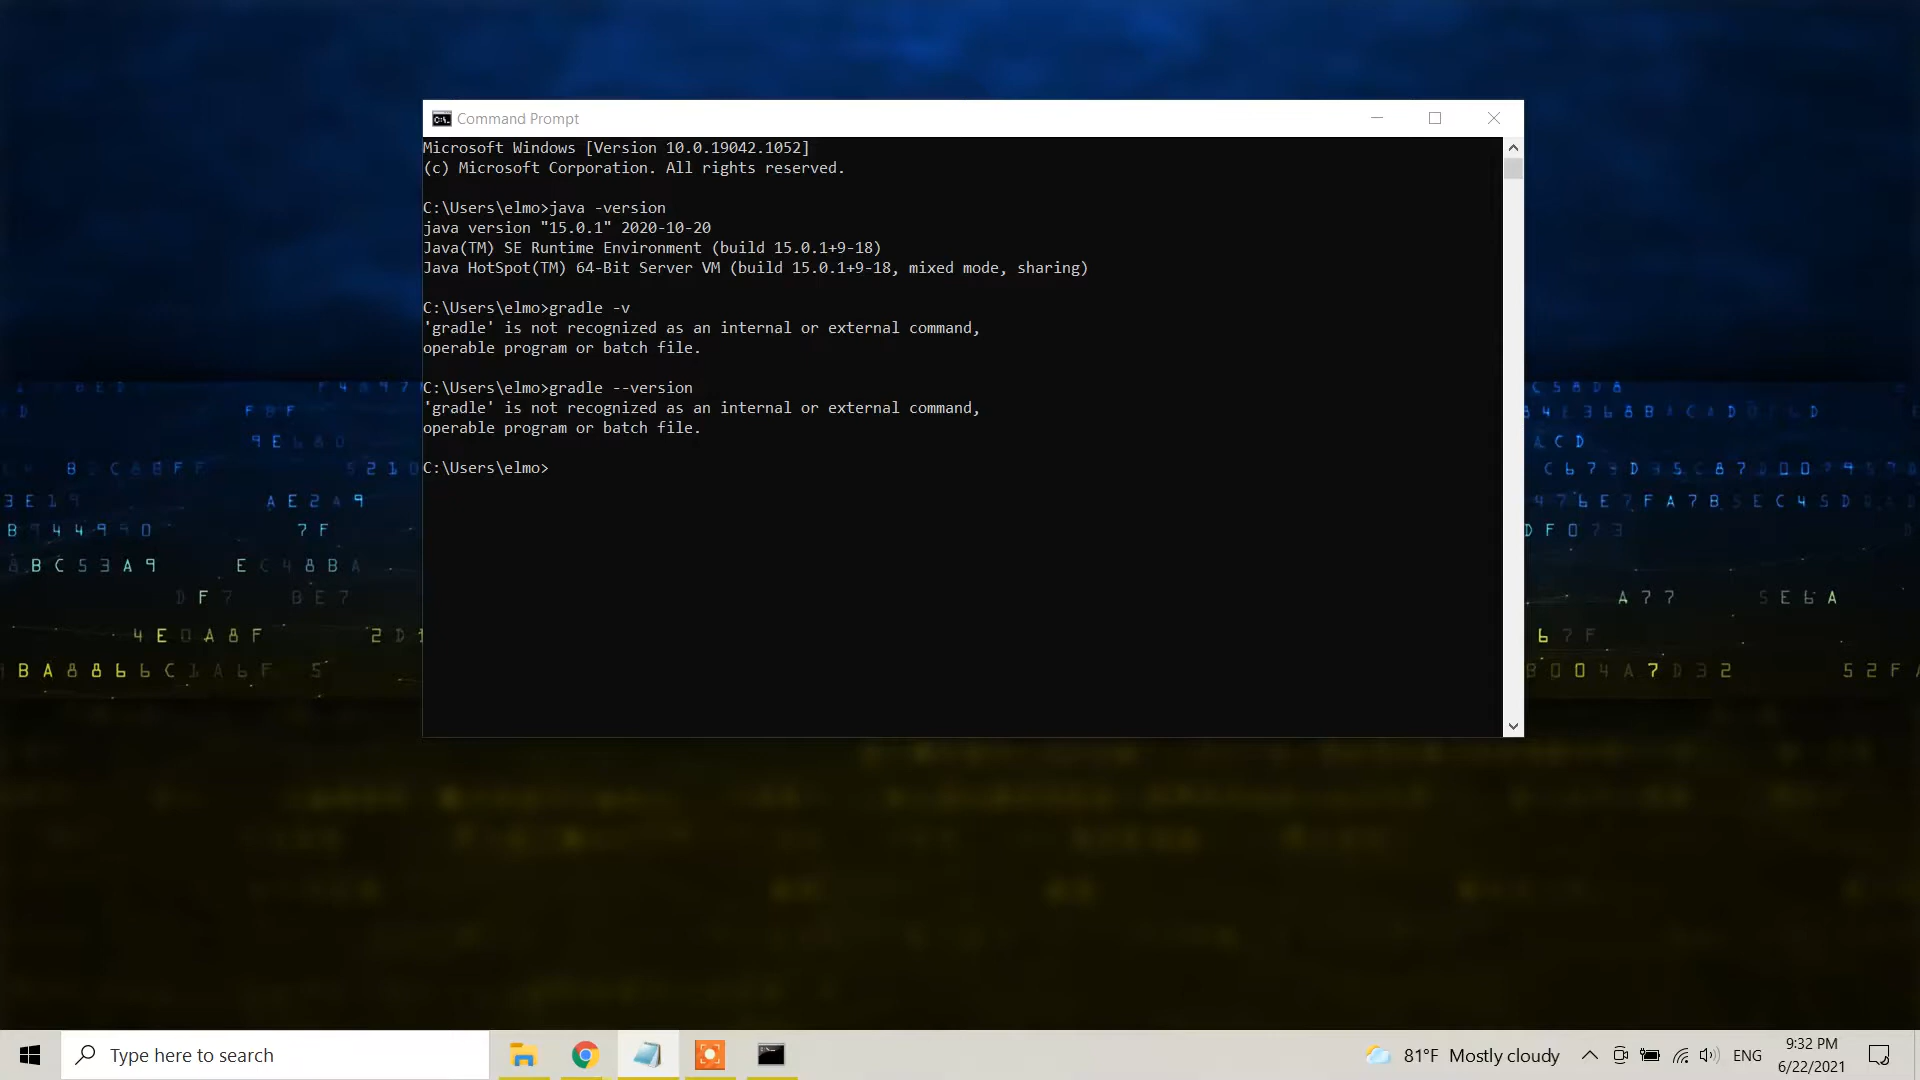 Command Prompt
Microsoft Windows [Version 10.0.19042.1052]
(c) Microsoft Corporation. All rights reserved.
C:\Users\elmo>java -version
java version "15.0.1" 2020-10-20
Java(TM) SE Runtime Environment (build 15.0.1+9-18)
Java HotSpot(TM) 64-Bit Server VM (build 15.0.1+9-18, mixed mode, sharing)
C:\Users\elmo>gradle -v
'gradle' is not recognized as an internal or external command,
operable program or batch file.
C:\Users\elmo>gradle --version
'gradle' is not recognized as an internal or external command,
operable program or batch file.
C:\Users\elmo>
Type here to search
81°F Mostly cloudy
ENG
9:32 PM
6/22/2021